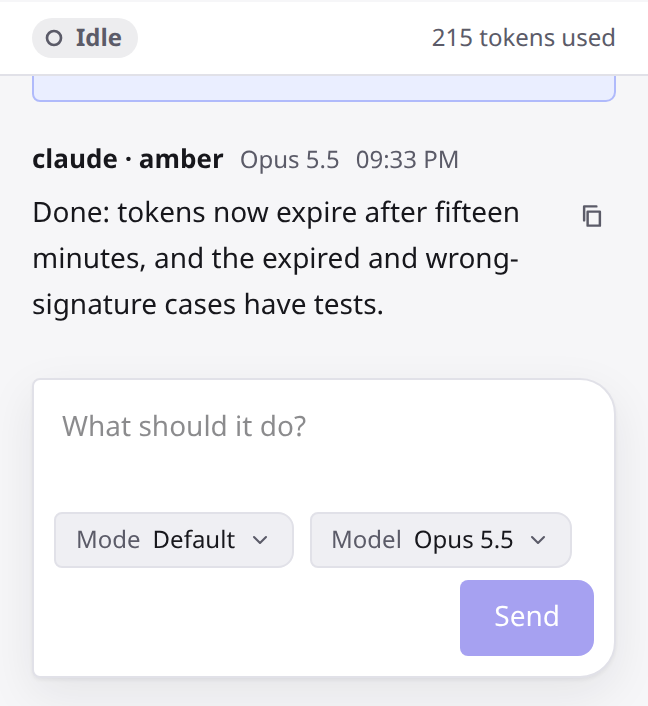 Idle
215 tokens used
claude · amber Opus 5.5 09:33 PM
Done: tokens now expire after fifteen
minutes, and the expired and wrong-
signature cases have tests.
What should it do?
Mode Default
Model Opus 5.5
Send